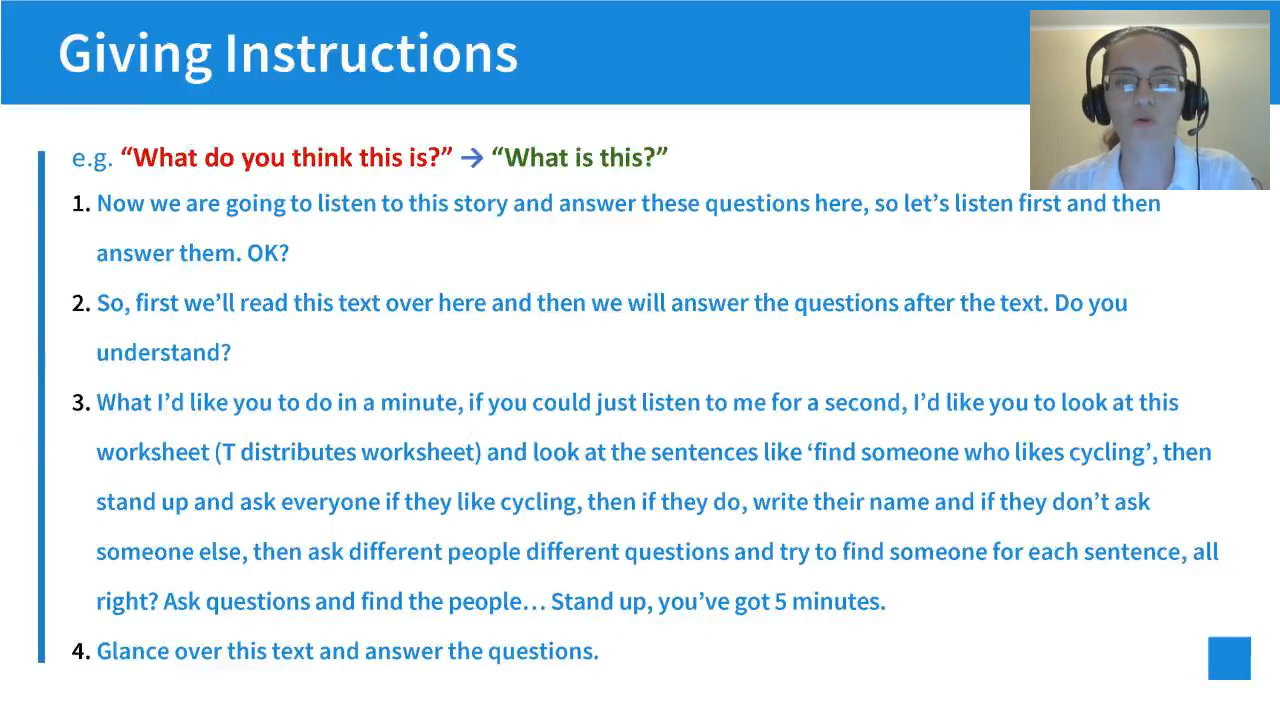 Giving Instructions
e.g. “What do you think this is?” → “What is this?”
1. Now we are going to listen to this story and answer these questions here, so let’s listen first and then
answer them. OK?
2. So, first we’ll read this text over here and then we will answer the questions after the text. Do you
understand?
3. What I’d like you to do in a minute, if you could just listen to me for a second, I’d like you to look at this
worksheet (T distributes worksheet) and look at the sentences like ‘find someone who likes cycling’, then
stand up and ask everyone if they like cycling, then if they do, write their name and if they don’t ask
someone else, then ask different people different questions and try to find someone for each sentence, all
right? Ask questions and find the people… Stand up, you’ve got 5 minutes.
4. Glance over this text and answer the questions.